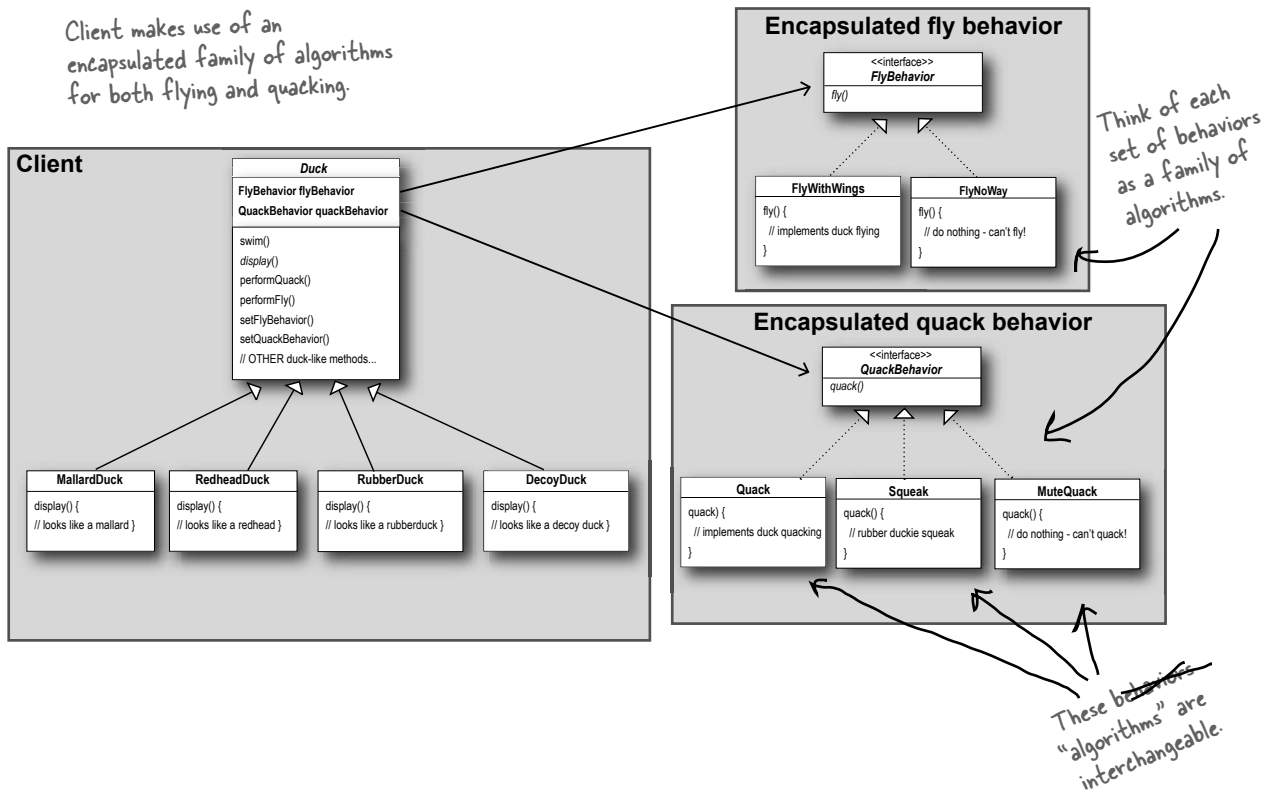 Client makes use of an
encapsulated family of algorithms
for both flying and quacking.
Client
Duck
FlyBehavior flyBehavior
QuackBehavior quackBehavior
swim()
display()
performQuack()
performFly()
setFlyBehavior()
setQuackBehavior()
// OTHER duck-like methods...
MallardDuck
display() {
// looks like a mallard }
RedheadDuck
display() {
// looks like a redhead }
RubberDuck
display() {
// looks like a rubberduck }
DecoyDuck
display() {
// looks like a decoy duck }
Encapsulated fly behavior
<<interface>>
FlyBehavior
fly()
FlyWithWings
fly() {
// implements duck flying
}
FlyNoWay
fly() {
// do nothing - can't fly!
}
Think of each
set of behaviors
as a family of
algorithms.
Encapsulated quack behavior
<<interface>>
QuackBehavior
quack()
Quack
quack) {
// implements duck quacking
}
Squeak
quack() {
// rubber duckie squeak
}
MuteQuack
quack() {
// do nothing - can't quack!
}
These behaviors
“algorithms” are
interchangeable.